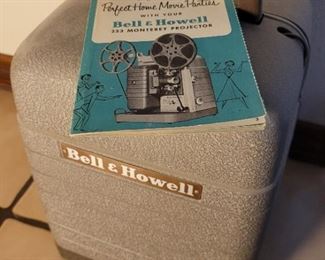 Perfect Home Movie Parties
WITH YOUR
Bell & Howell
253 MONTEREY PROJECTOR
Bell & Howell